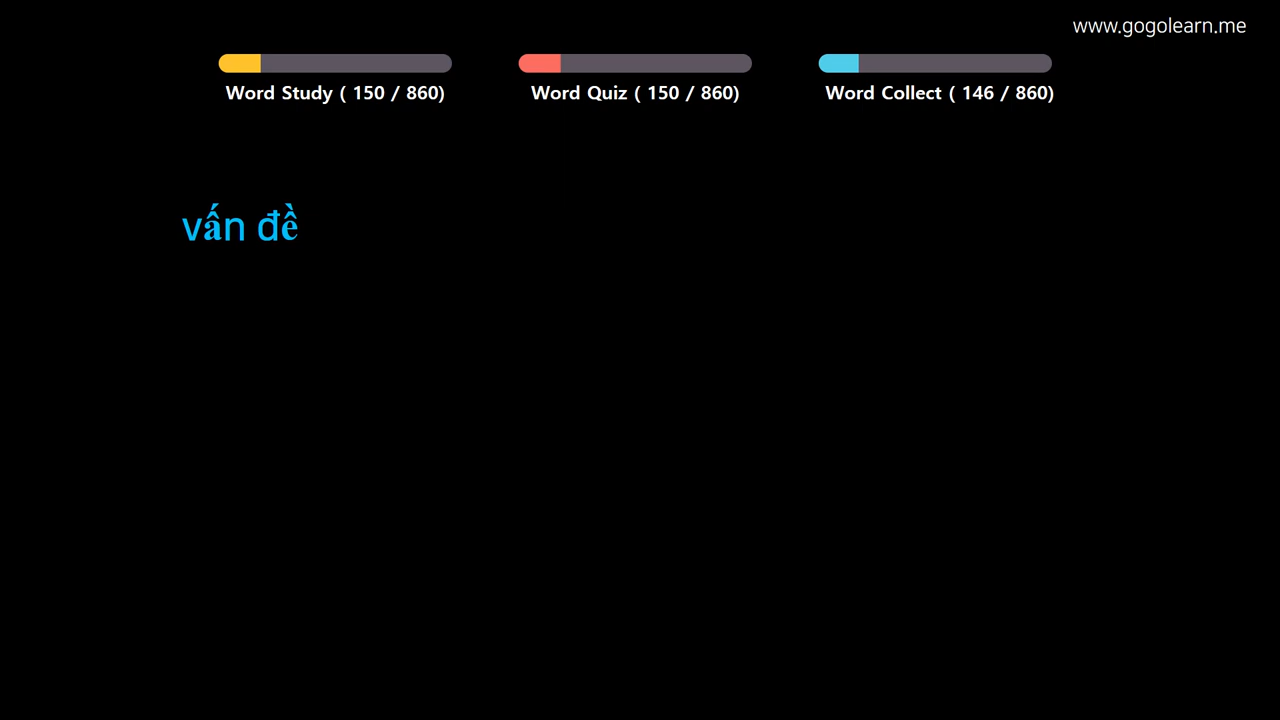 www.gogolearn.me
Word Study ( 150 / 860)
Word Quiz ( 150 / 860)
Word Collect ( 146 / 860)
vấn đề